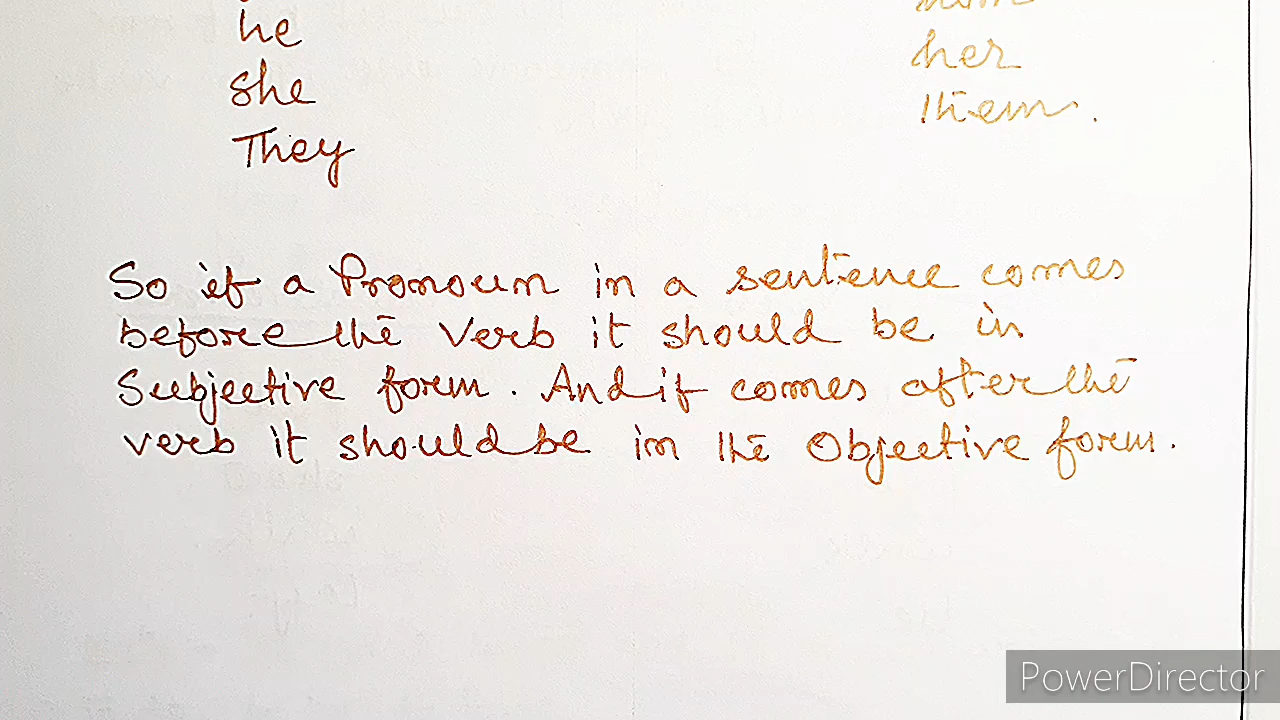 he
she
They
her
them.
So if a Pronoun in a sentence comes
before the Verb it should be in
Subjective form. And if comes after the
verb it should be in the Objective form.
PowerDirector